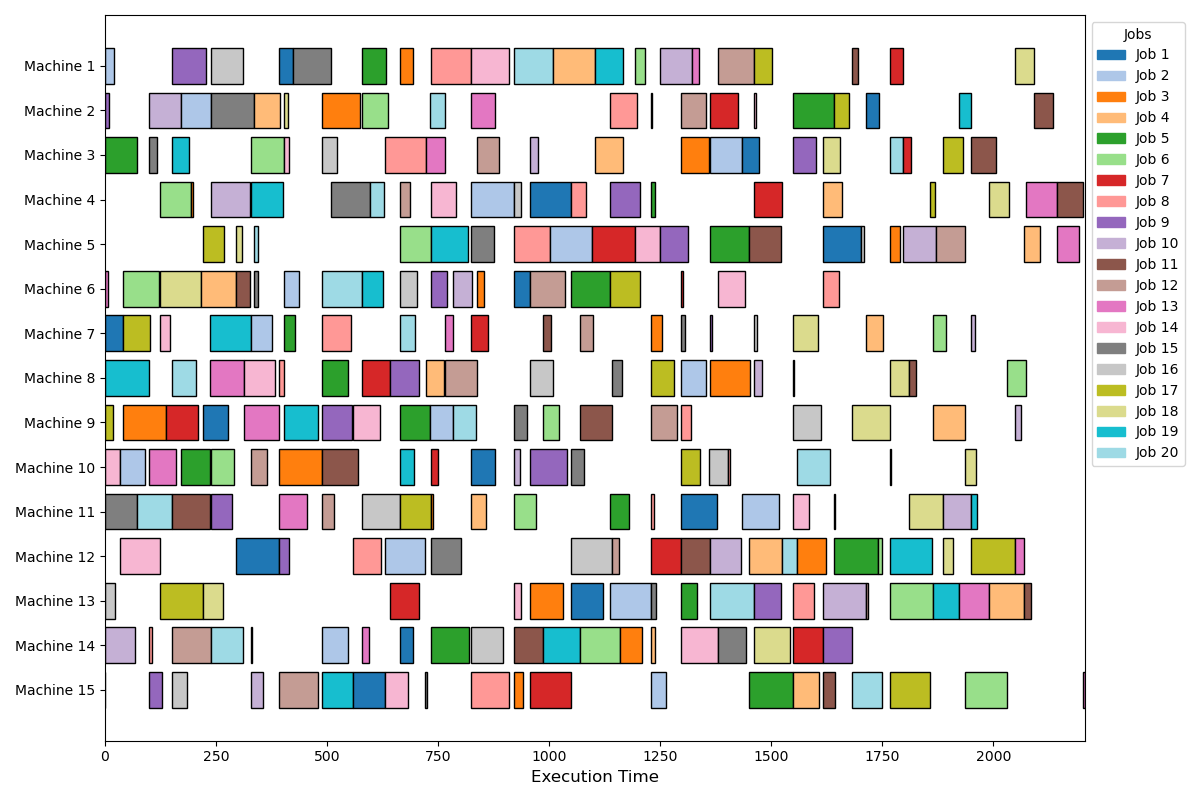 Machine 1
Machine 2
Machine 3
Machine 4
Machine 5
Machine 6
Machine 7
Machine 8
Machine 9
Machine 10
Machine 11
Machine 12
Machine 13
Machine 14
Machine 15
0 250 500 750 1000 1250 1500 1750 2000
Execution Time
Jobs
Job 1
Job 2
Job 3
Job 4
Job 5
Job 6
Job 7
Job 8
Job 9
Job 10
Job 11
Job 12
Job 13
Job 14
Job 15
Job 16
Job 17
Job 18
Job 19
Job 20